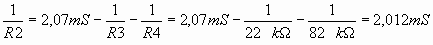 1/R2 = 2,07mS − 1/R3 − 1/R4 = 2,07mS − 1/22 kΩ − 1/82 kΩ = 2,012mS